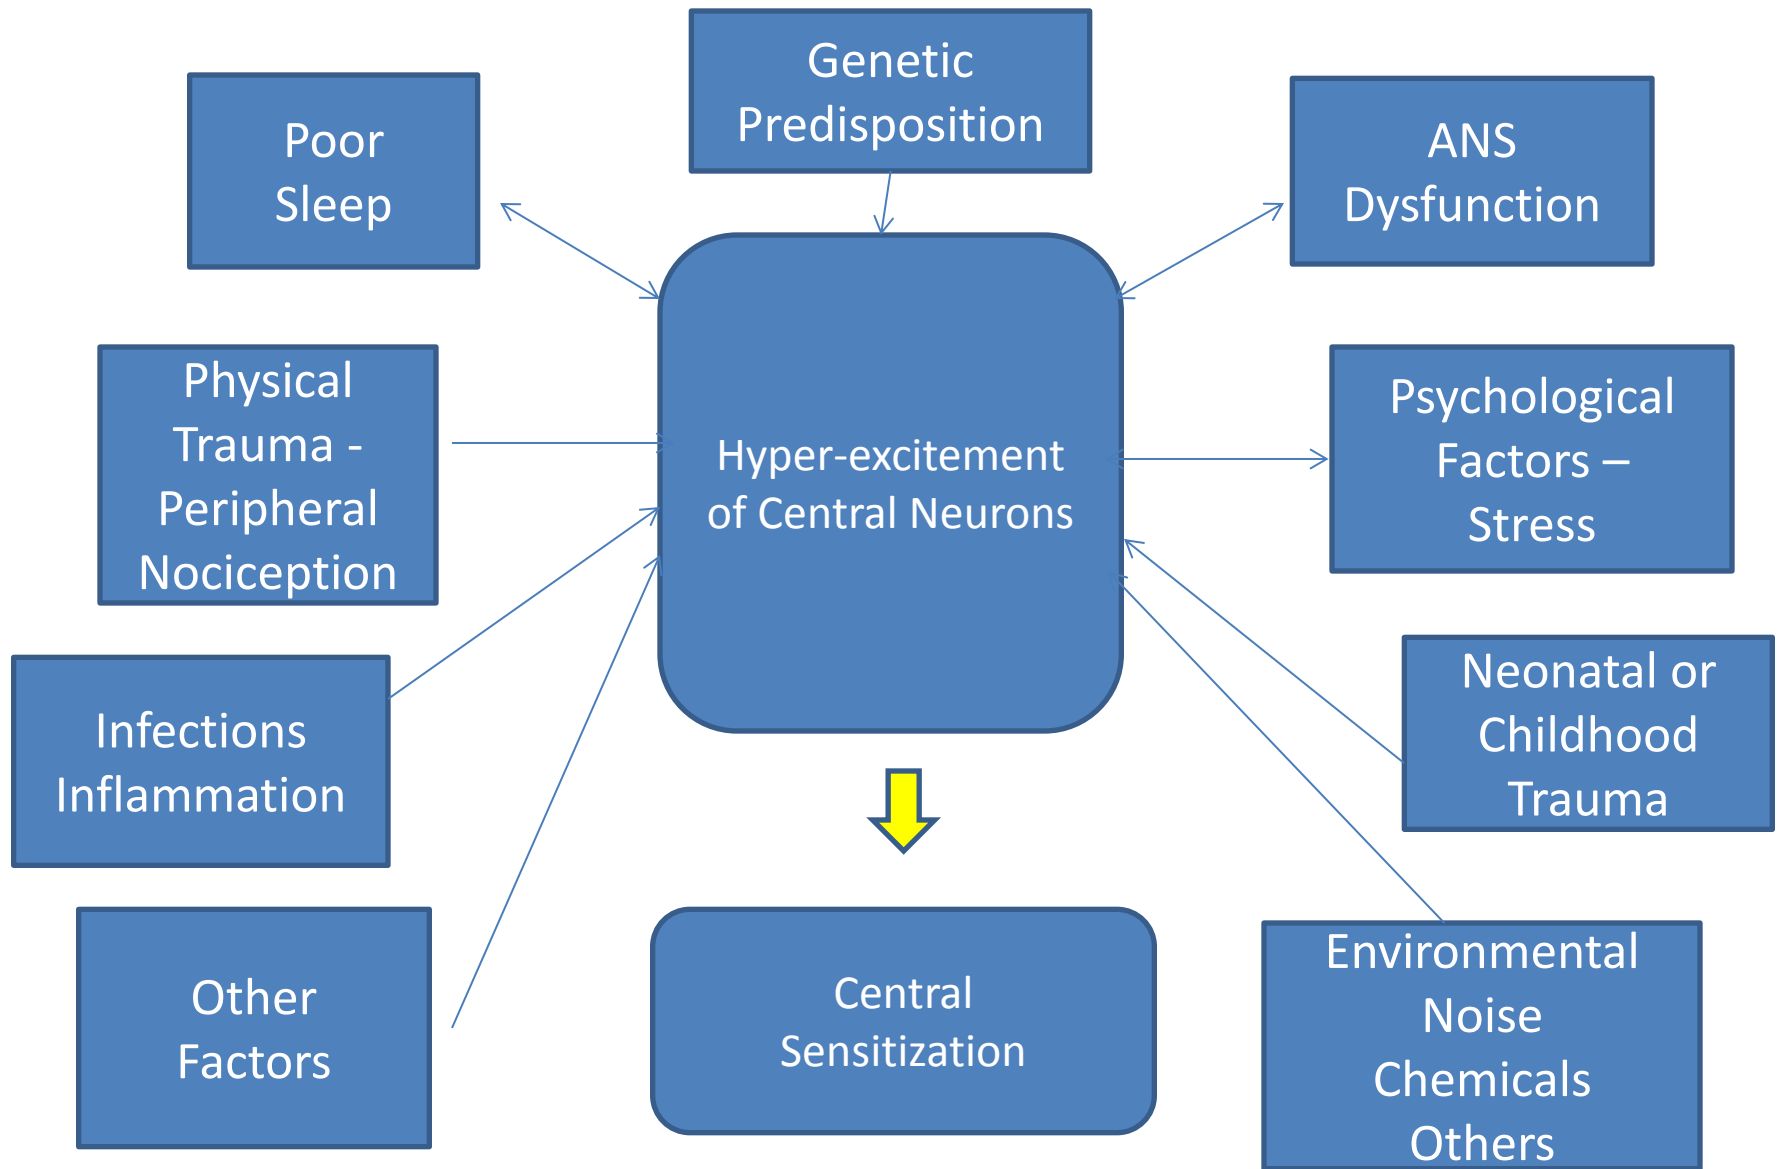 Genetic
Predisposition
Poor
Sleep
ANS
Dysfunction
Physical
Trauma -
Peripheral
Nociception
Hyper-excitement
of Central Neurons
Psychological
Factors –
Stress
Infections
Inflammation
Neonatal or
Childhood
Trauma
Other
Factors
Central
Sensitization
Environmental
Noise
Chemicals
Others